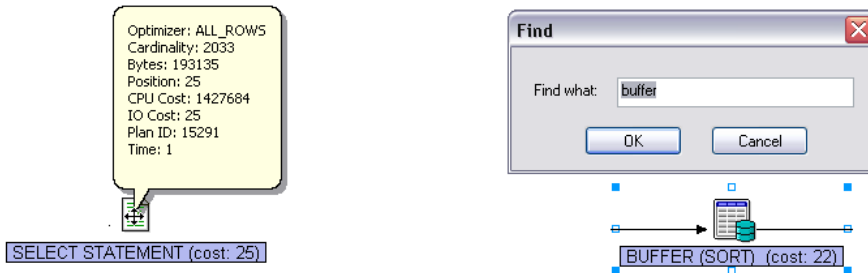 Optimizer: ALL_ROWS
Cardinality: 2033
Bytes: 193135
Position: 25
CPU Cost: 1427684
IO Cost: 25
Plan ID: 15291
Time: 1
SELECT STATEMENT (cost: 25)
Find
Find what: buffer
OK Cancel
BUFFER (SORT) (cost: 22)